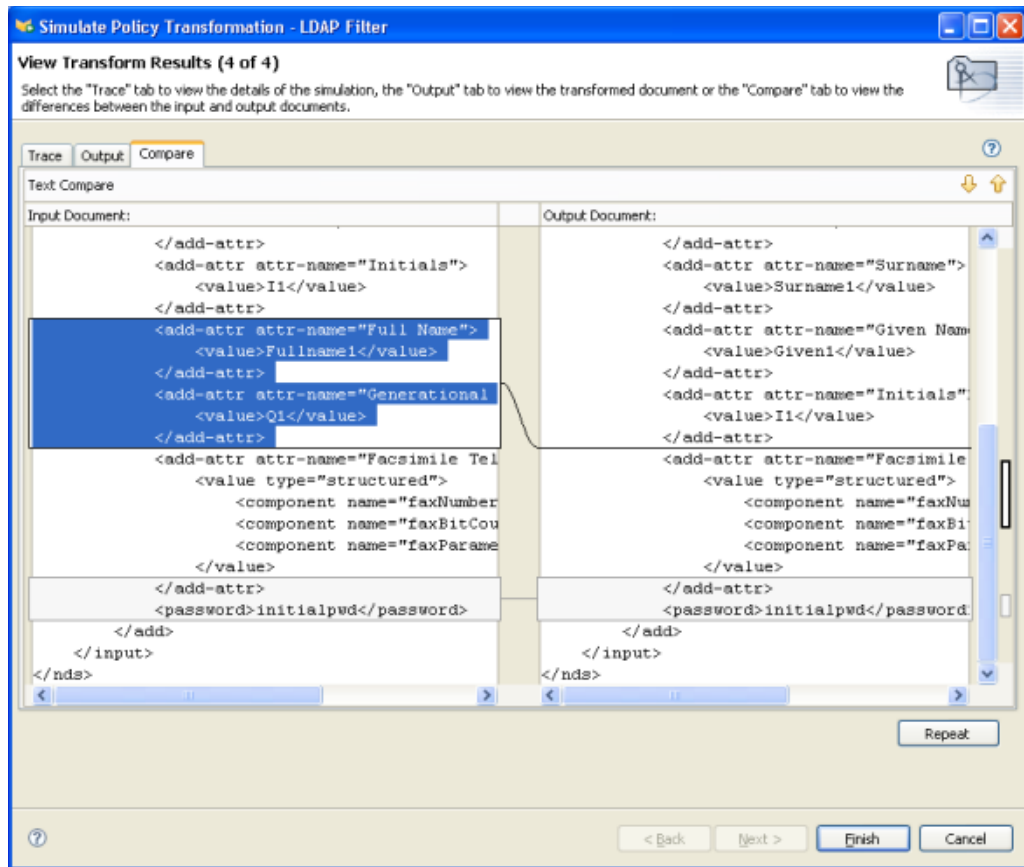 Simulate Policy Transformation - LDAP Filter
View Transform Results (4 of 4)
Select the "Trace" tab to view the details of the simulation, the "Output" tab to view the transformed document or the "Compare" tab to view the
differences between the input and output documents.
Trace Output Compare
Text Compare
Input Document:
</add-attr>
<add-attr attr-name="Initials">
<value>I1</value>
</add-attr>
<add-attr attr-name="Full Name">
<value>Fullname1</value>
</add-attr>
<add-attr attr-name="Generational
<value>Q1</value>
</add-attr>
<add-attr attr-name="Facsimile Tel
<value type="structured">
<component name="faxNumber
<component name="faxBitCou
<component name="faxParame
</value>
</add-attr>
<password>initialpwd</password>
</add>
</input>
</nds>
Output Document:
</add-attr>
<add-attr attr-name="Surname">
<value>Surname1</value>
</add-attr>
<add-attr attr-name="Given Nam
<value>Given1</value>
</add-attr>
<add-attr attr-name="Initials"
<value>I1</value>
</add-attr>
<add-attr attr-name="Facsimile
<value type="structured">
<component name="faxNu
<component name="faxBi
<component name="faxPa
</value>
</add-attr>
<password>initialpwd</password
</add>
</input>
</nds>
Repeat
< Back Next > Finish Cancel